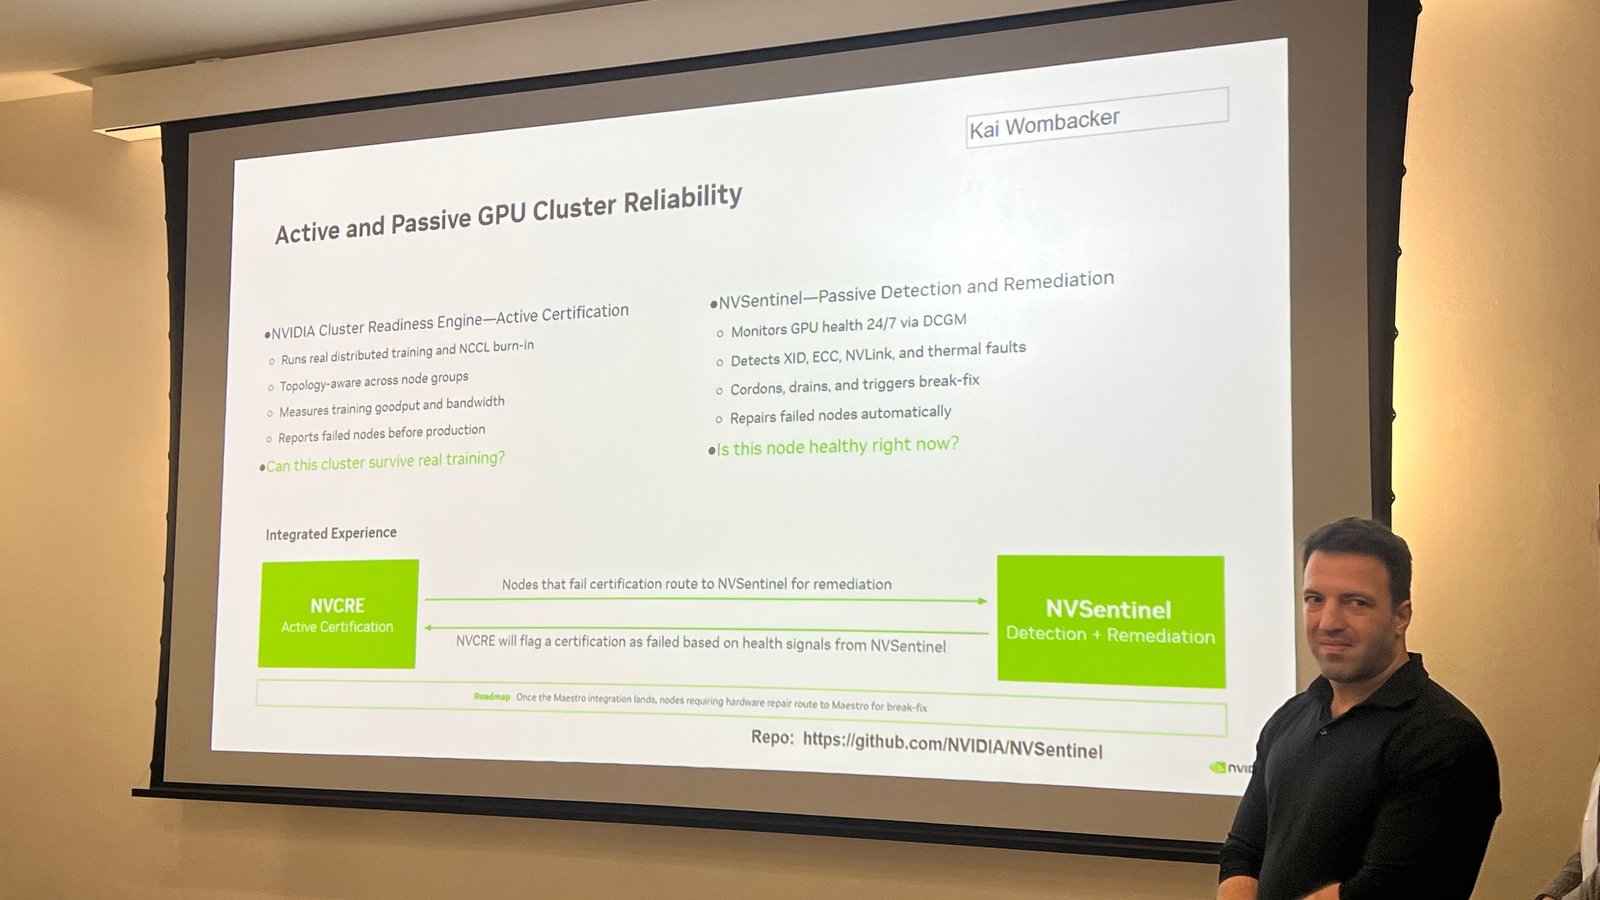 Kai Wombacker
Active and Passive GPU Cluster Reliability
●NVIDIA Cluster Readiness Engine—Active Certification
○ Runs real distributed training and NCCL burn-in
○ Topology-aware across node groups
○ Measures training goodput and bandwidth
○ Reports failed nodes before production
●Can this cluster survive real training?
●NVSentinel—Passive Detection and Remediation
○ Monitors GPU health 24/7 via DCGM
○ Detects XID, ECC, NVLink, and thermal faults
○ Cordons, drains, and triggers break-fix
○ Repairs failed nodes automatically
●Is this node healthy right now?
Integrated Experience
NVCRE
Active Certification
Nodes that fail certification route to NVSentinel for remediation
NVCRE will flag a certification as failed based on health signals from NVSentinel
NVSentinel
Detection + Remediation
Roadmap Once the Maestro integration lands, nodes requiring hardware repair route to Maestro for break-fix
Repo: https://github.com/NVIDIA/NVSentinel